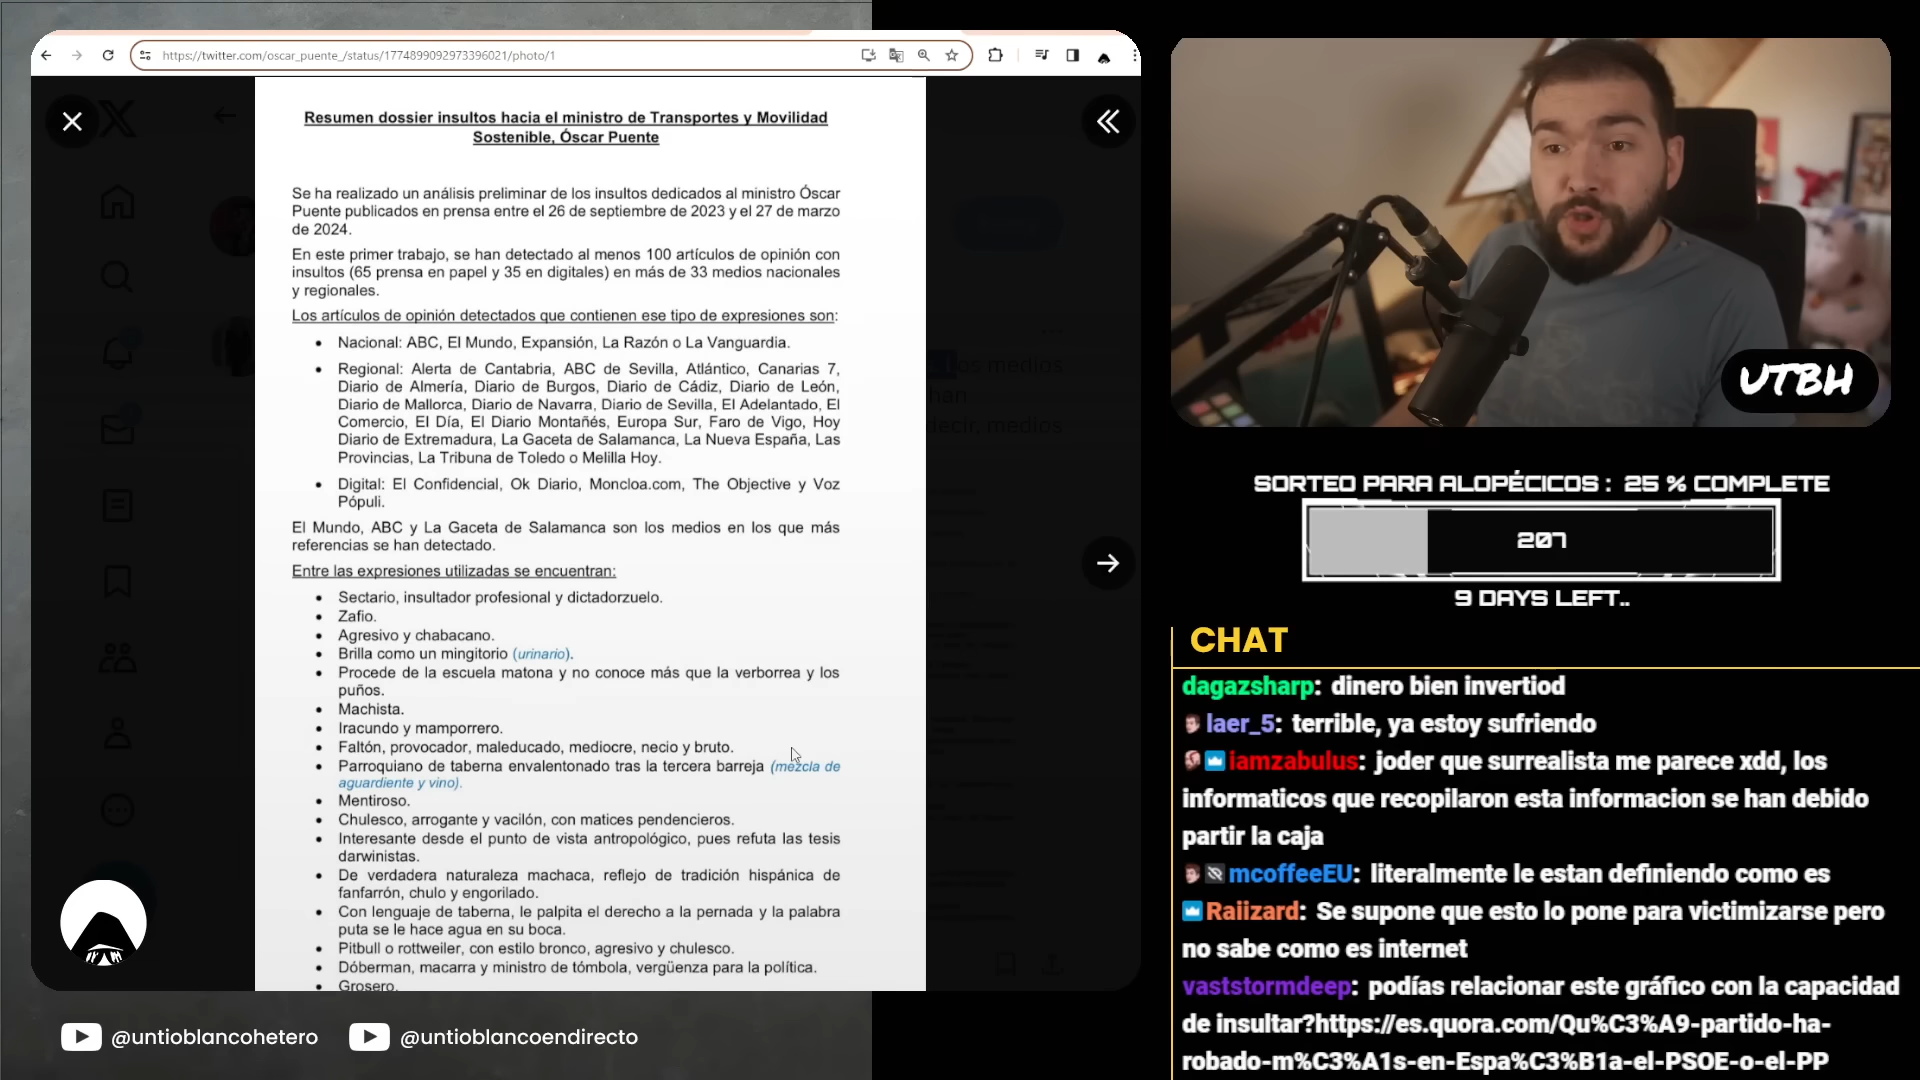 https://twitter.com/oscar_puente_/status/1774899092973396021/photo/1
Resumen dossier insultos hacia el ministro de Transportes y Movilidad
Sostenible, Óscar Puente
Se ha realizado un análisis preliminar de los insultos dedicados al ministro Óscar
Puente publicados en prensa entre el 26 de septiembre de 2023 y el 27 de marzo
de 2024.
En este primer trabajo, se han detectado al menos 100 artículos de opinión con
insultos (65 prensa en papel y 35 en digitales) en más de 33 medios nacionales
y regionales.
Los artículos de opinión detectados que contienen ese tipo de expresiones son:
• Nacional: ABC, El Mundo, Expansión, La Razón o La Vanguardia.
• Regional: Alerta de Cantabria, ABC de Sevilla, Atlántico, Canarias 7,
Diario de Almería, Diario de Burgos, Diario de Cádiz, Diario de León,
Diario de Mallorca, Diario de Navarra, Diario de Sevilla, El Adelantado, El
Comercio, El Día, El Diario Montañés, Europa Sur, Faro de Vigo, Hoy
Diario de Extremadura, La Gaceta de Salamanca, La Nueva España, Las
Provincias, La Tribuna de Toledo o Melilla Hoy.
• Digital: El Confidencial, Ok Diario, Moncloa.com, The Objective y Voz
Pópuli.
El Mundo, ABC y La Gaceta de Salamanca son los medios en los que más
referencias se han detectado.
Entre las expresiones utilizadas se encuentran:
• Sectario, insultador profesional y dictadorzuelo.
• Zafio.
• Agresivo y chabacano.
• Brilla como un mingitorio (urinario).
• Procede de la escuela matona y no conoce más que la verborrea y los
puños.
• Machista.
• Iracundo y mamporrero.
• Faltón, provocador, maleducado, mediocre, necio y bruto.
• Parroquiano de taberna envalentonado tras la tercera barreja (mezcla de
aguardiente y vino).
• Mentiroso.
• Chulesco, arrogante y vacilón, con matices pendencieros.
• Interesante desde el punto de vista antropológico, pues refuta las tesis
darwinistas.
• De verdadera naturaleza machaca, reflejo de tradición hispánica de
fanfarrón, chulo y engorilado.
• Con lenguaje de taberna, le palpita el derecho a la pernada y la palabra
puta se le hace agua en su boca.
• Pitbull o rottweiler, con estilo bronco, agresivo y chulesco.
• Dóberman, macarra y ministro de tómbola, vergüenza para la política.
• Grosero.
os medios
han
decir, medios
@untioblancohetero
@untioblancoendirecto
UTBH
SORTEO PARA ALOPÉCICOS : 25 % COMPLETE
207
9 DAYS LEFT..
CHAT
dagazsharp: dinero bien invertiod
laer_5: terrible, ya estoy sufriendo
iamzabulus: joder que surrealista me parece xdd, los
informaticos que recopilaron esta informacion se han debido
partir la caja
mcoffeeEU: literalmente le estan definiendo como es
Raiizard: Se supone que esto lo pone para victimizarse pero
no sabe como es internet
vaststormdeep: podías relacionar este gráfico con la capacidad
de insultar?https://es.quora.com/Qu%C3%A9-partido-ha-
robado-m%C3%A1s-en-Espa%C3%B1a-el-PSOE-o-el-PP